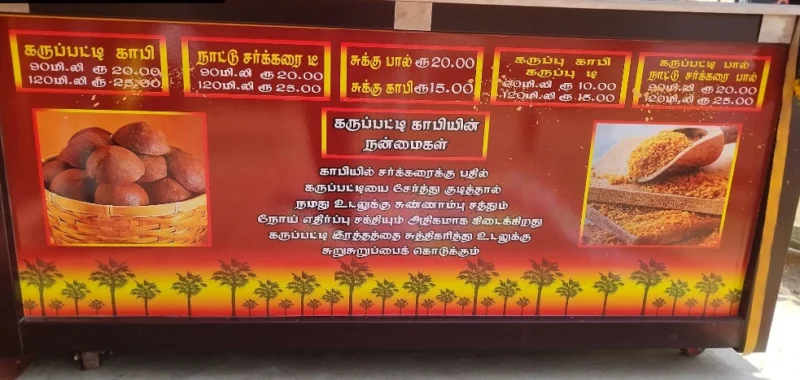 கருப்பட்டி காபி
90மி.லி ரூ 20.00
120மி.லி ரூ 25.00
நாட்டு சர்க்கரை டீ
90மி.லி ரூ 20.00
120மி.லி ரூ 25.00
சுக்கு பால் ரூ 20.00
சுக்கு காபி ரூ15.00
கருப்பு காபி
கருப்பு டீ
90மி.லி ரூ 10.00
120மி.லி ரூ 15.00
கருப்பட்டி பால்
நாட்டு சர்க்கரை பால்
90மி.லி ரூ 20.00
120மி.லி ரூ 25.00
கருப்பட்டி காபியின்
நன்மைகள்
காபியில் சர்க்கரைக்கு பதில்
கருப்பட்டியை சேர்த்து குடித்தால்
நமது உடலுக்கு சுண்ணாம்பு சத்தும்
நோய் எதிர்ப்பு சக்தியும் அதிகமாக கிடைக்கிறது
கருப்பட்டி இரத்தத்தை சுத்திகரித்து உடலுக்கு
சுறுசுறுப்பைக் கொடுக்கும்